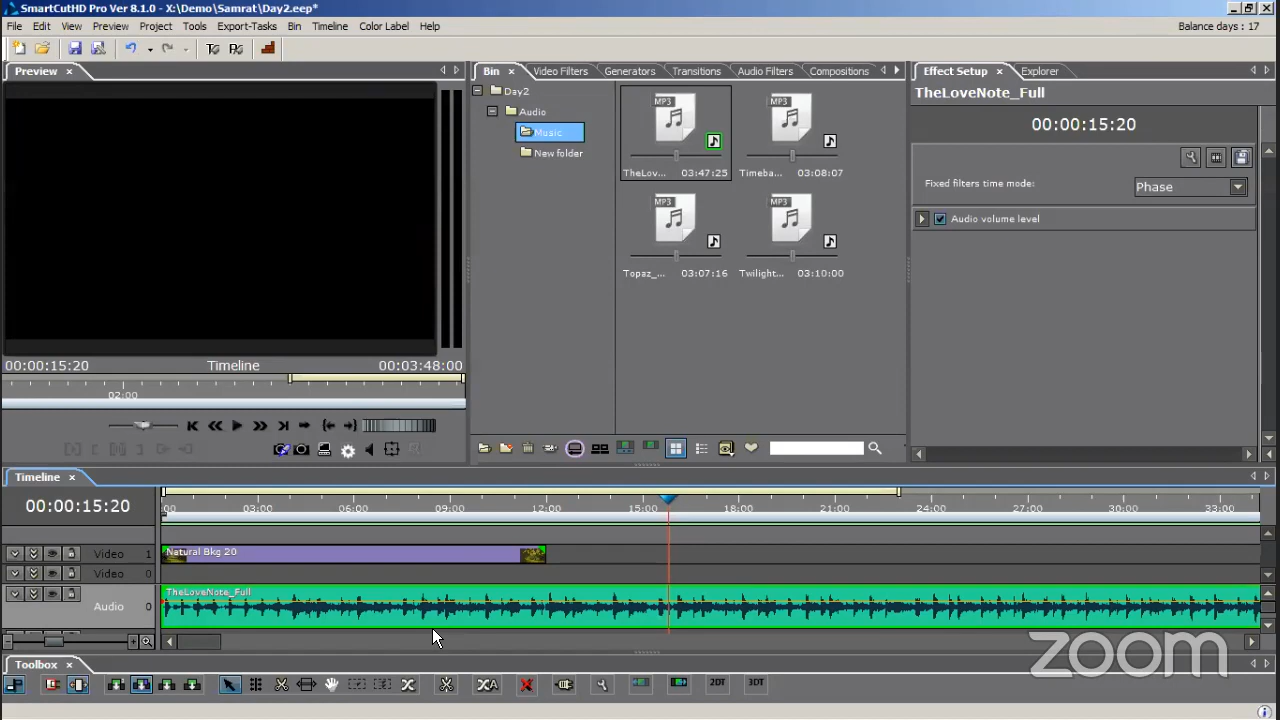 SmartCutHD Pro Ver 8.1.0 - X:\Demo\Samrat\Day2.eep*
File Edit View Preview Project Tools Export-Tasks Bin Timeline Color Label Help
Balance days : 17
Preview
Bin Video Filters Generators Transitions Audio Filters Compositions
Effect Setup Explorer
Day2
Audio
Music
New folder
MP3
TheLov... 03:47:25
MP3
Timeba... 03:08:07
MP3
Topaz_... 03:07:16
MP3
Twilight... 03:10:00
TheLoveNote_Full
00:00:15:20
Fixed filters time mode: Phase
Audio volume level
00:00:15:20 Timeline 00:03:48:00
02:00
Timeline
00:00:15:20
:00 03:00 06:00 09:00 12:00 15:00 18:00 21:00 24:00 27:00 30:00 33:00
Video 1
Natural Bkg 20
Video 0
TheLoveNote_Full
Audio 0
Toolbox
2DT 3DT
zoom